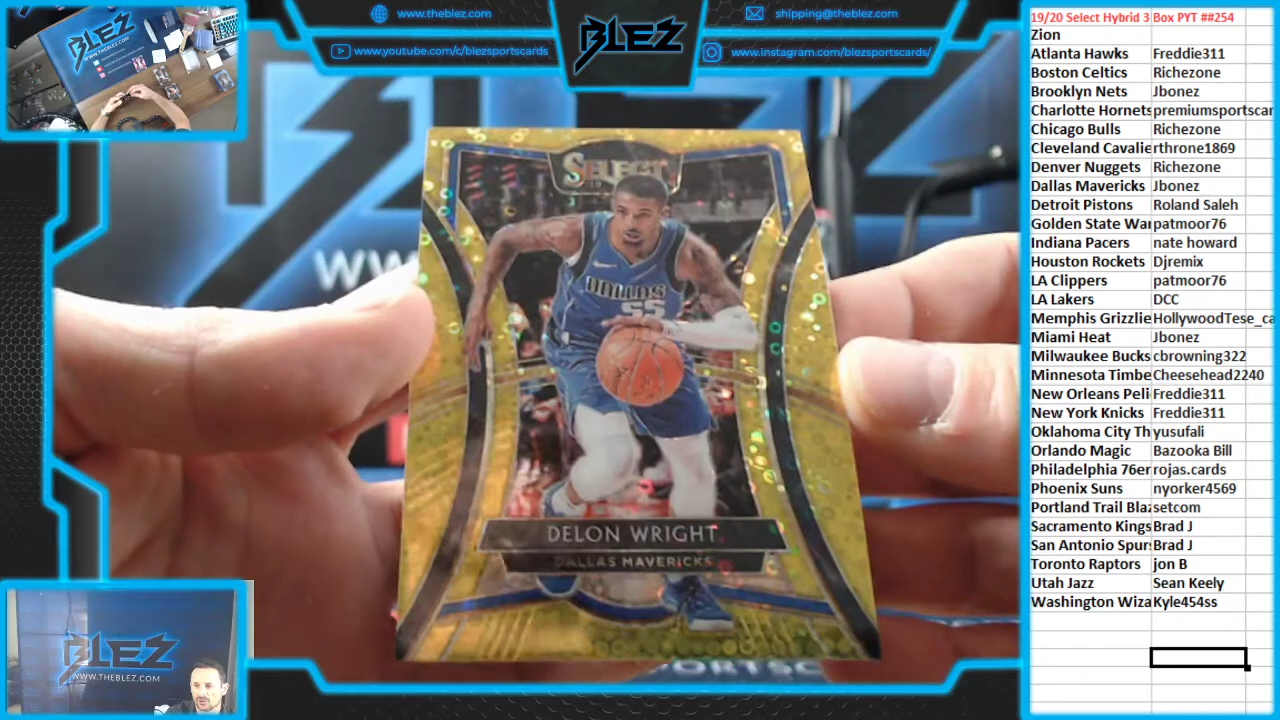 www.theblez.com
shipping@theblez.com
www.youtube.com/c/blezsportscards
BLEZ
www.instagram.com/blezsportscards/
19/20 Select Hybrid 3 Box PYT ##254
Zion
Atlanta Hawks Freddie311
Boston Celtics Richezone
Brooklyn Nets Jbonez
Charlotte Hornets premiumsportscar
Chicago Bulls Richezone
Cleveland Cavalie rthrone1869
Denver Nuggets Richezone
Dallas Mavericks Jbonez
Detroit Pistons Roland Saleh
Golden State War patmoor76
Indiana Pacers nate howard
Houston Rockets Djremix
LA Clippers patmoor76
LA Lakers DCC
Memphis Grizzlie HollywoodTese_ca
Miami Heat Jbonez
Milwaukee Bucks cbrowning322
Minnesota Timbe Cheesehead2240
New Orleans Peli Freddie311
New York Knicks Freddie311
Oklahoma City Th yusufali
Orlando Magic Bazooka Bill
Philadelphia 76er rojas.cards
Phoenix Suns nyorker4569
Portland Trail Bla setcom
Sacramento Kings Brad J
San Antonio Spurs Brad J
Toronto Raptors jon B
Utah Jazz Sean Keely
Washington Wiza Kyle454ss
SELECT
DALLAS
55
DELON WRIGHT
DALLAS MAVERICKS
WW
BLEZ
WWW.THEBLEZ.COM